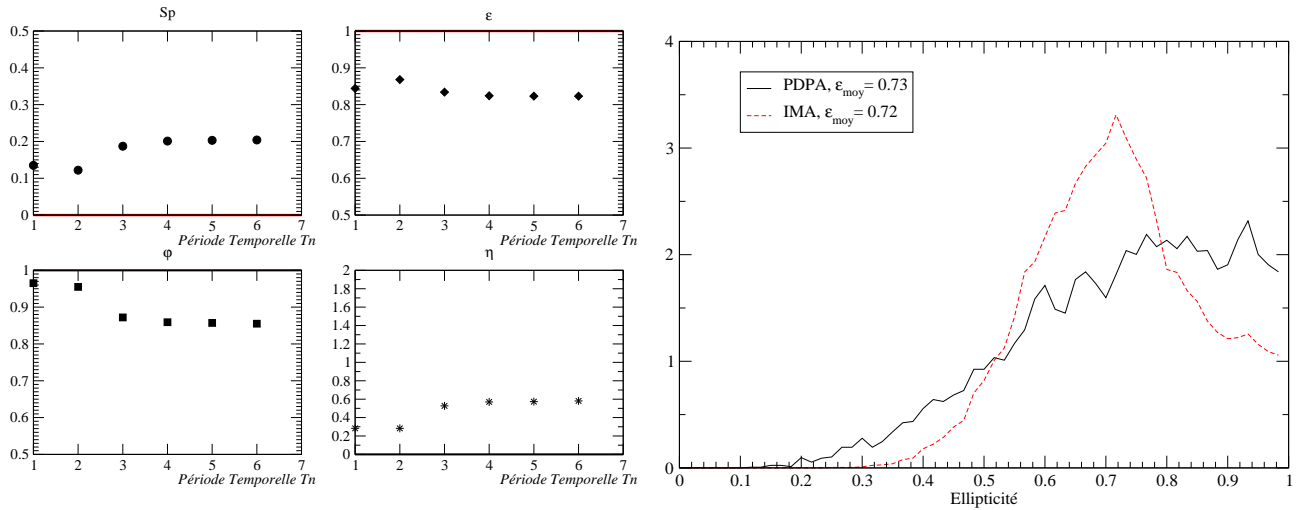 Sp
0.5
0.4
0.3
0.2
0.1
0
1 2 3 4 5 6 7
Période Temporelle Tn
ε
1
0.9
0.8
0.7
0.6
0.5
1 2 3 4 5 6 7
Période Temporelle Tn
φ
1
0.9
0.8
0.7
0.6
0.5
1 2 3 4 5 6 7
Période Temporelle Tn
η
2
1.8
1.6
1.4
1.2
1
0.8
0.6
0.4
0.2
0
1 2 3 4 5 6 7
Période Temporelle Tn
4
3
2
1
0
PDPA, εmoy= 0.73
IMA, εmoy= 0.72
0 0.1 0.2 0.3 0.4 0.5 0.6 0.7 0.8 0.9 1
Ellipticité